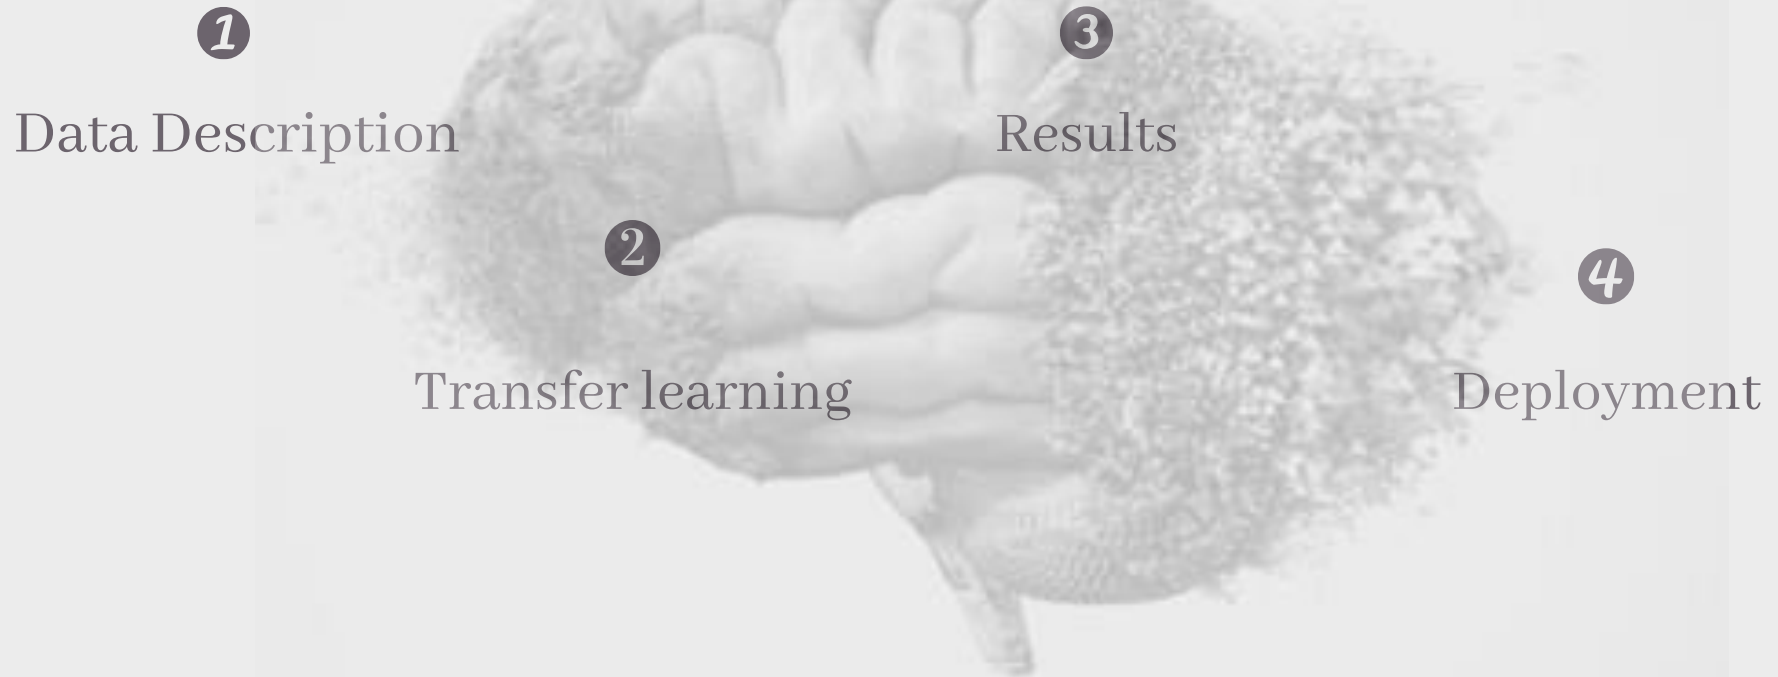 1
Data Description
2
Transfer learning
3
Results
4
Deployment